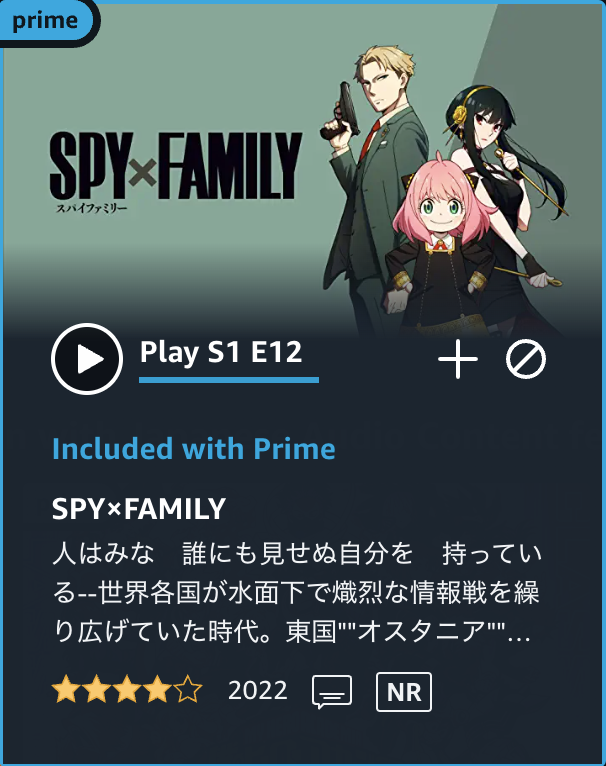 prime
SPY×FAMILY
スパイファミリー
Play S1 E12
Included with Prime
SPY×FAMILY
人はみな　誰にも見せぬ自分を　持ってい
る--世界各国が水面下で熾烈な情報戦を繰
り広げていた時代。東国""オスタニア""...
2022
NR